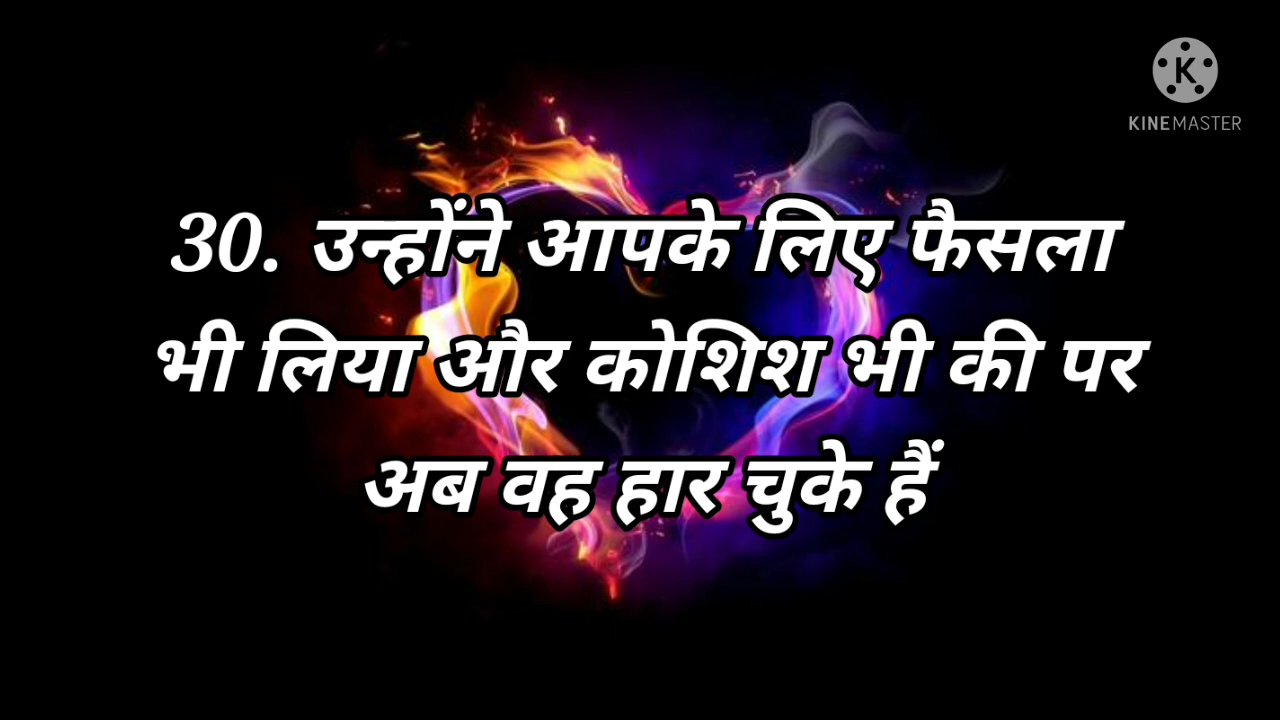 KINEMASTER
30. उन्होंने आपके लिए फैसला
भी लिया और कोशिश भी की पर
अब वह हार चुके हैं